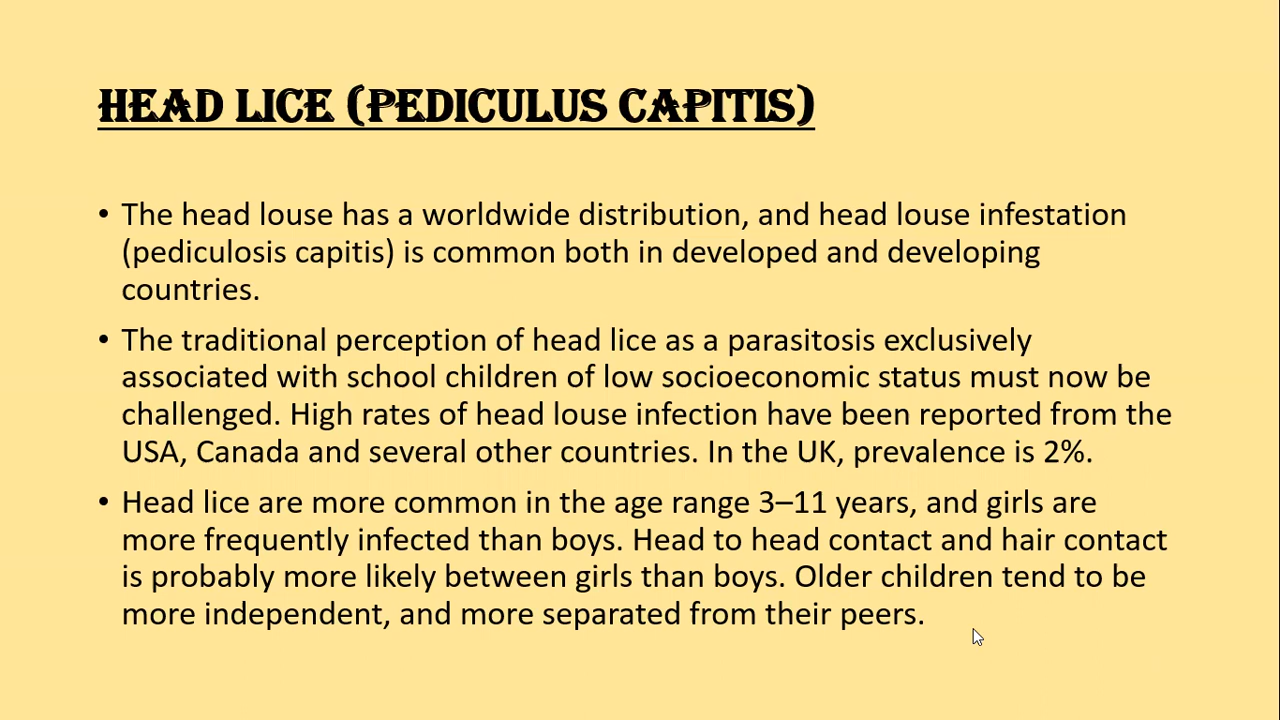 HEAD LICE (PEDICULUS CAPITIS)
• The head louse has a worldwide distribution, and head louse infestation
(pediculosis capitis) is common both in developed and developing
countries.
• The traditional perception of head lice as a parasitosis exclusively
associated with school children of low socioeconomic status must now be
challenged. High rates of head louse infection have been reported from the
USA, Canada and several other countries. In the UK, prevalence is 2%.
• Head lice are more common in the age range 3–11 years, and girls are
more frequently infected than boys. Head to head contact and hair contact
is probably more likely between girls than boys. Older children tend to be
more independent, and more separated from their peers.